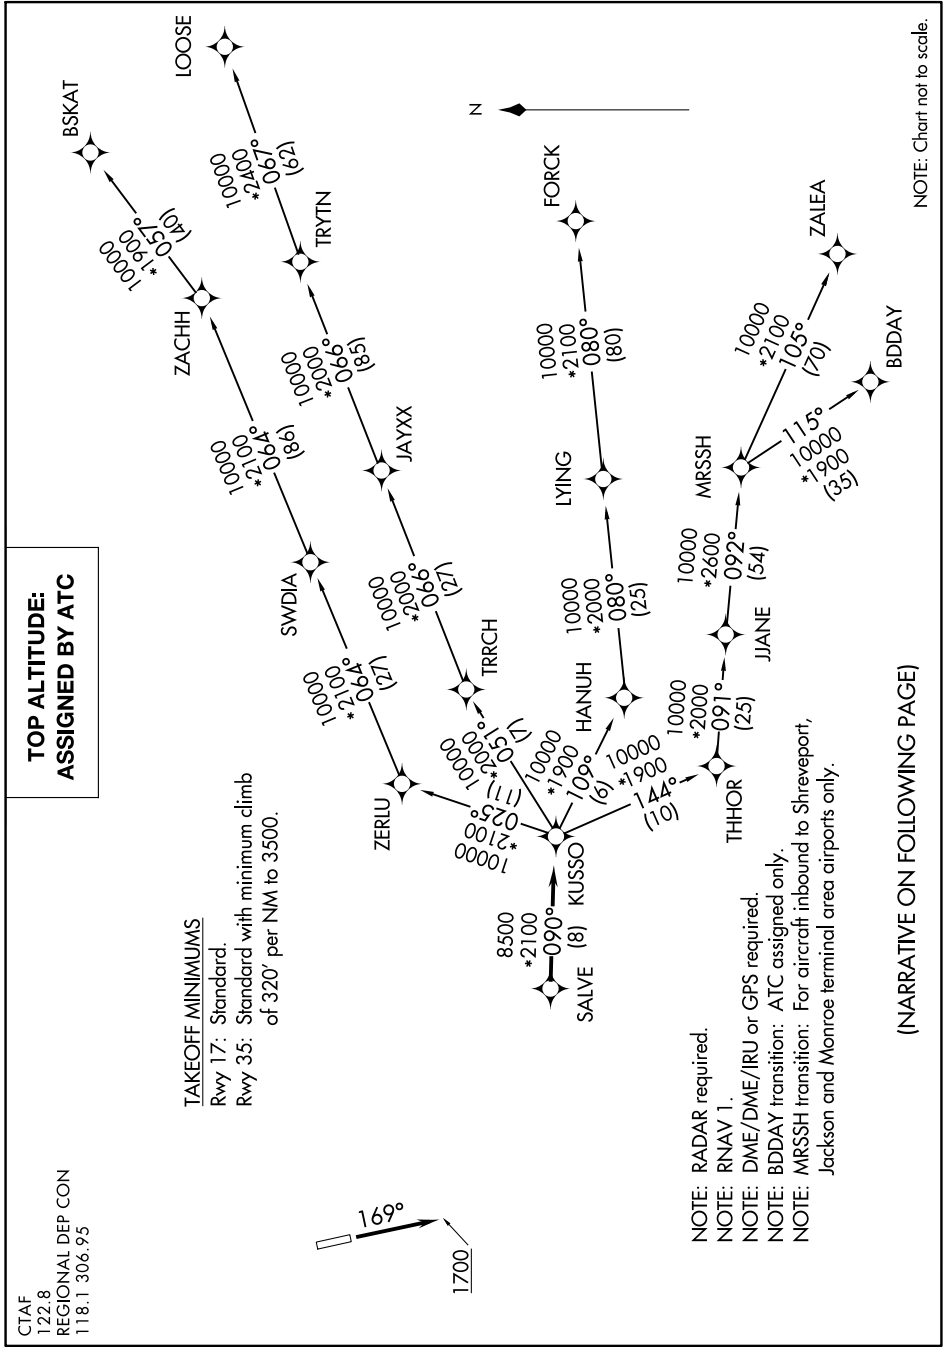 CTAF
122.8
REGIONAL DEP CON
118.1 306.95
TOP ALTITUDE:
ASSIGNED BY ATC
TAKEOFF MINIMUMS
Rwy 17: Standard.
Rwy 35: Standard with minimum climb
of 320' per NM to 3500.
169°
1700
SALVE
8500
*2100
090°
(8)
KUSSO
10000
*2100
025°
(11)
ZERLU
10000
*2100
064°
(27)
SWDIA
10000
*2100
064°
(86)
ZACHH
10000
*1900
057°
(40)
BSKAT
10000
*2000
051°
(7)
TRRCH
10000
*2000
066°
(27)
JAYXX
10000
*2000
066°
(85)
TRYTN
10000
*2400
067°
(62)
LOOSE
N
10000
*1900
109°
(6)
HANUH
10000
*2000
080°
(25)
LYING
10000
*2100
080°
(80)
FORCK
10000
*1900
144°
(10)
THHOR
10000
*2000
091°
(25)
JJANE
10000
*2600
092°
(54)
MRSSH
10000
*2100
105°
(70)
ZALEA
115°
10000
*1900
(35)
BDDAY
NOTE: RADAR required.
NOTE: RNAV 1.
NOTE: DME/DME/IRU or GPS required.
NOTE: BDDAY transition: ATC assigned only.
NOTE: MRSSH transition: For aircraft inbound to Shreveport,
Jackson and Monroe terminal area airports only.
(NARRATIVE ON FOLLOWING PAGE)
NOTE: Chart not to scale.